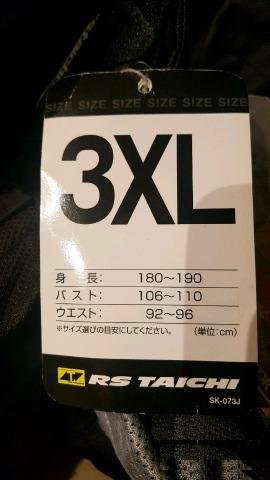 SIZE SIZE SIZE SIZE SIZE
3XL
身 長: 180～190
バスト: 106～110
ウエスト: 92～96
※サイズ選びの目安にしてください。 (単位:cm)
RS TAICHI
SK-073J